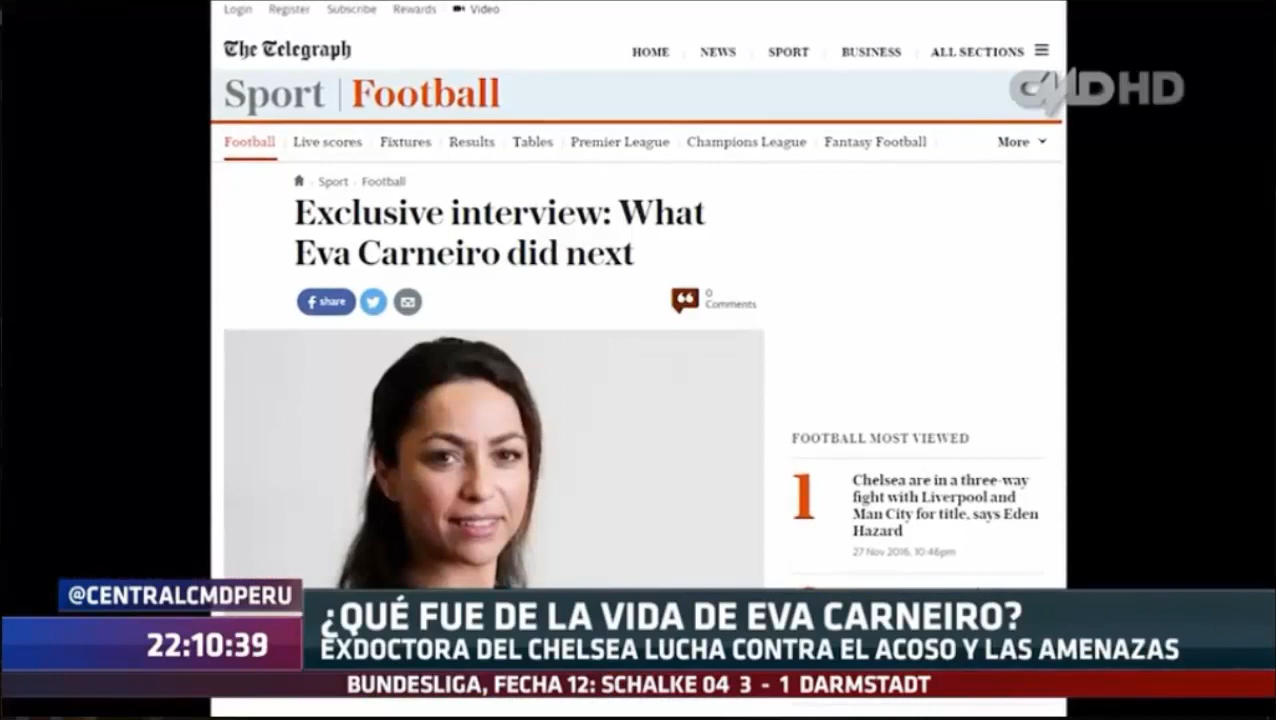 Login Register Subscribe Rewards Video
The Telegraph
HOME NEWS SPORT BUSINESS ALL SECTIONS
Sport | Football
CMD HD
Football Live scores Fixtures Results Tables Premier League Champions League Fantasy Football More
Sport Football
Exclusive interview: What
Eva Carneiro did next
f share
0
Comments
FOOTBALL MOST VIEWED
1
Chelsea are in a three-way
fight with Liverpool and
Man City for title, says Eden
Hazard
27 Nov 2016, 10:46pm
@CENTRALCMDPERU
¿QUÉ FUE DE LA VIDA DE EVA CARNEIRO?
22:10:39
EXDOCTORA DEL CHELSEA LUCHA CONTRA EL ACOSO Y LAS AMENAZAS
BUNDESLIGA, FECHA 12: SCHALKE 04 3 - 1 DARMSTADT